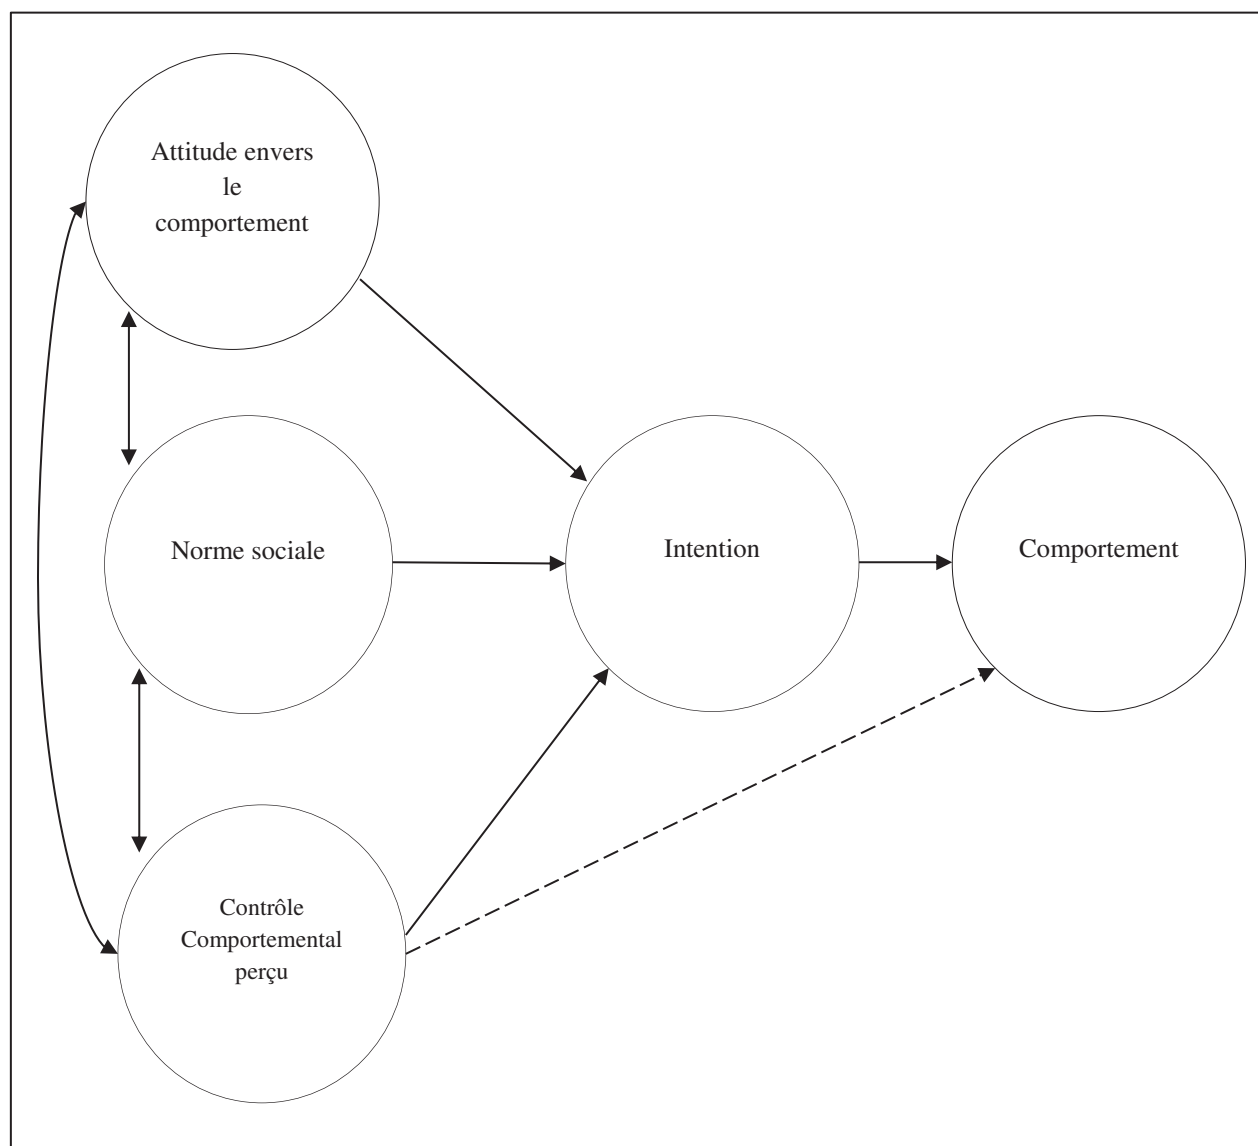 Attitude envers
le
comportement
Norme sociale
Intention
Comportement
Contrôle
Comportemental
perçu